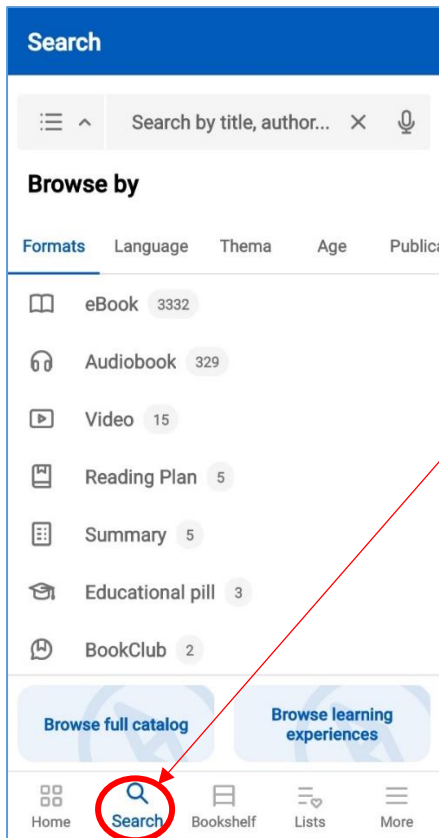 Search
Search by title, author...
Browse by
Formats Language Thema Age Publica
eBook 3332
Audiobook 329
Video 15
Reading Plan 5
Summary 5
Educational pill 3
BookClub 2
Browse full catalog
Browse learning
experiences
Home Search Bookshelf Lists More